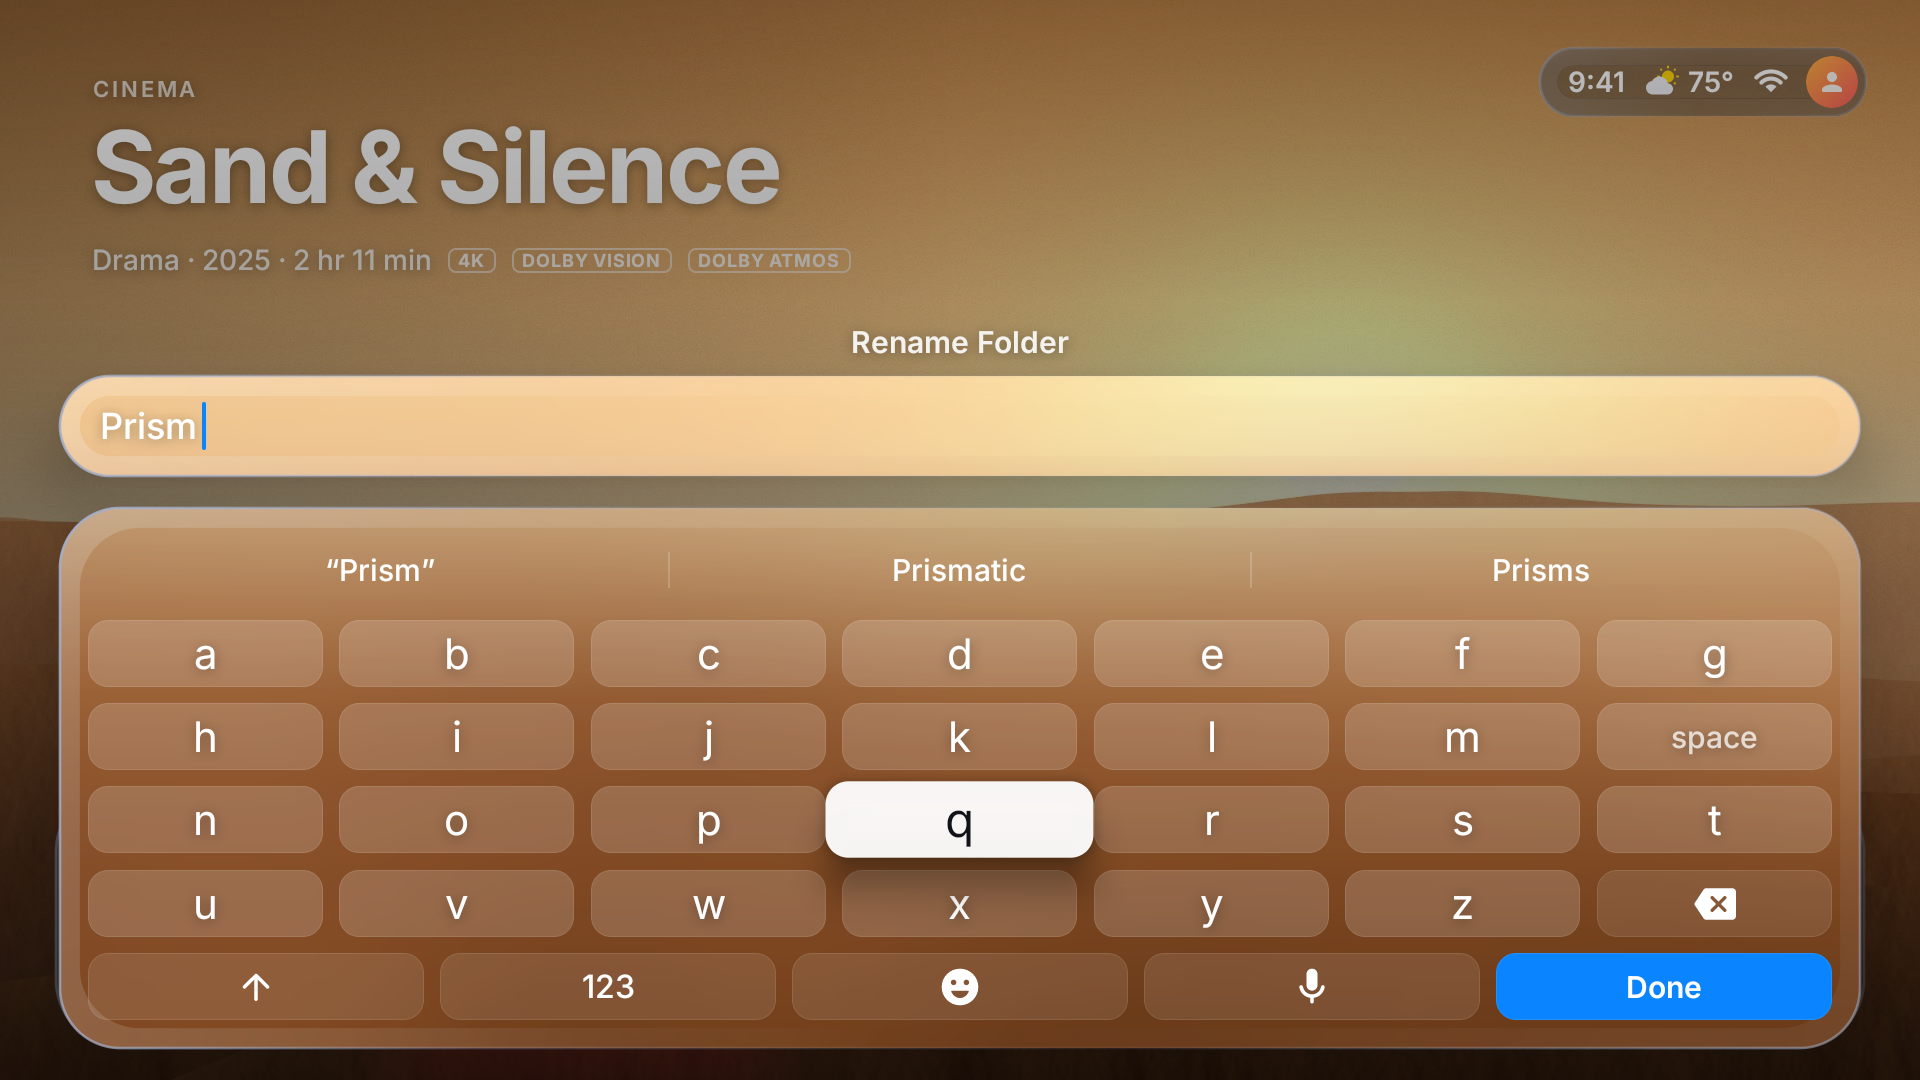 CINEMA
9:41 75°
Sand & Silence
Drama · 2025 · 2 hr 11 min 4K DOLBY VISION DOLBY ATMOS
Rename Folder
Prism
“Prism” Prismatic Prisms
a b c d e f g
h i j k l m space
n o p q r s t
u v w x y z
123 Done